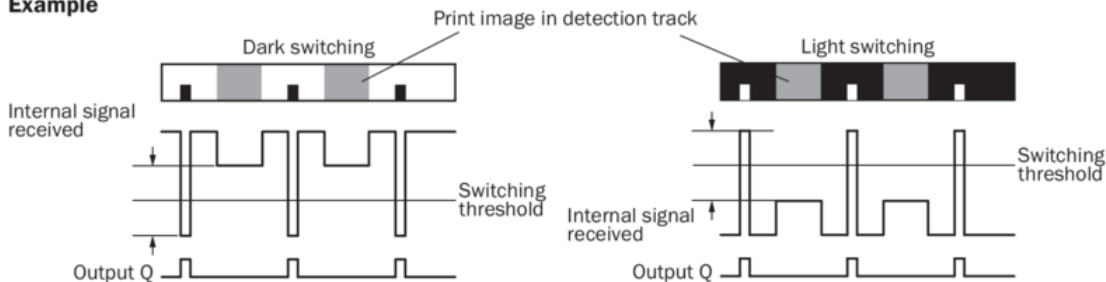 Example
Print image in detection track
Dark switching
Light switching
Internal signal
received
Switching
threshold
Output Q
Switching
threshold
Internal signal
received
Output Q